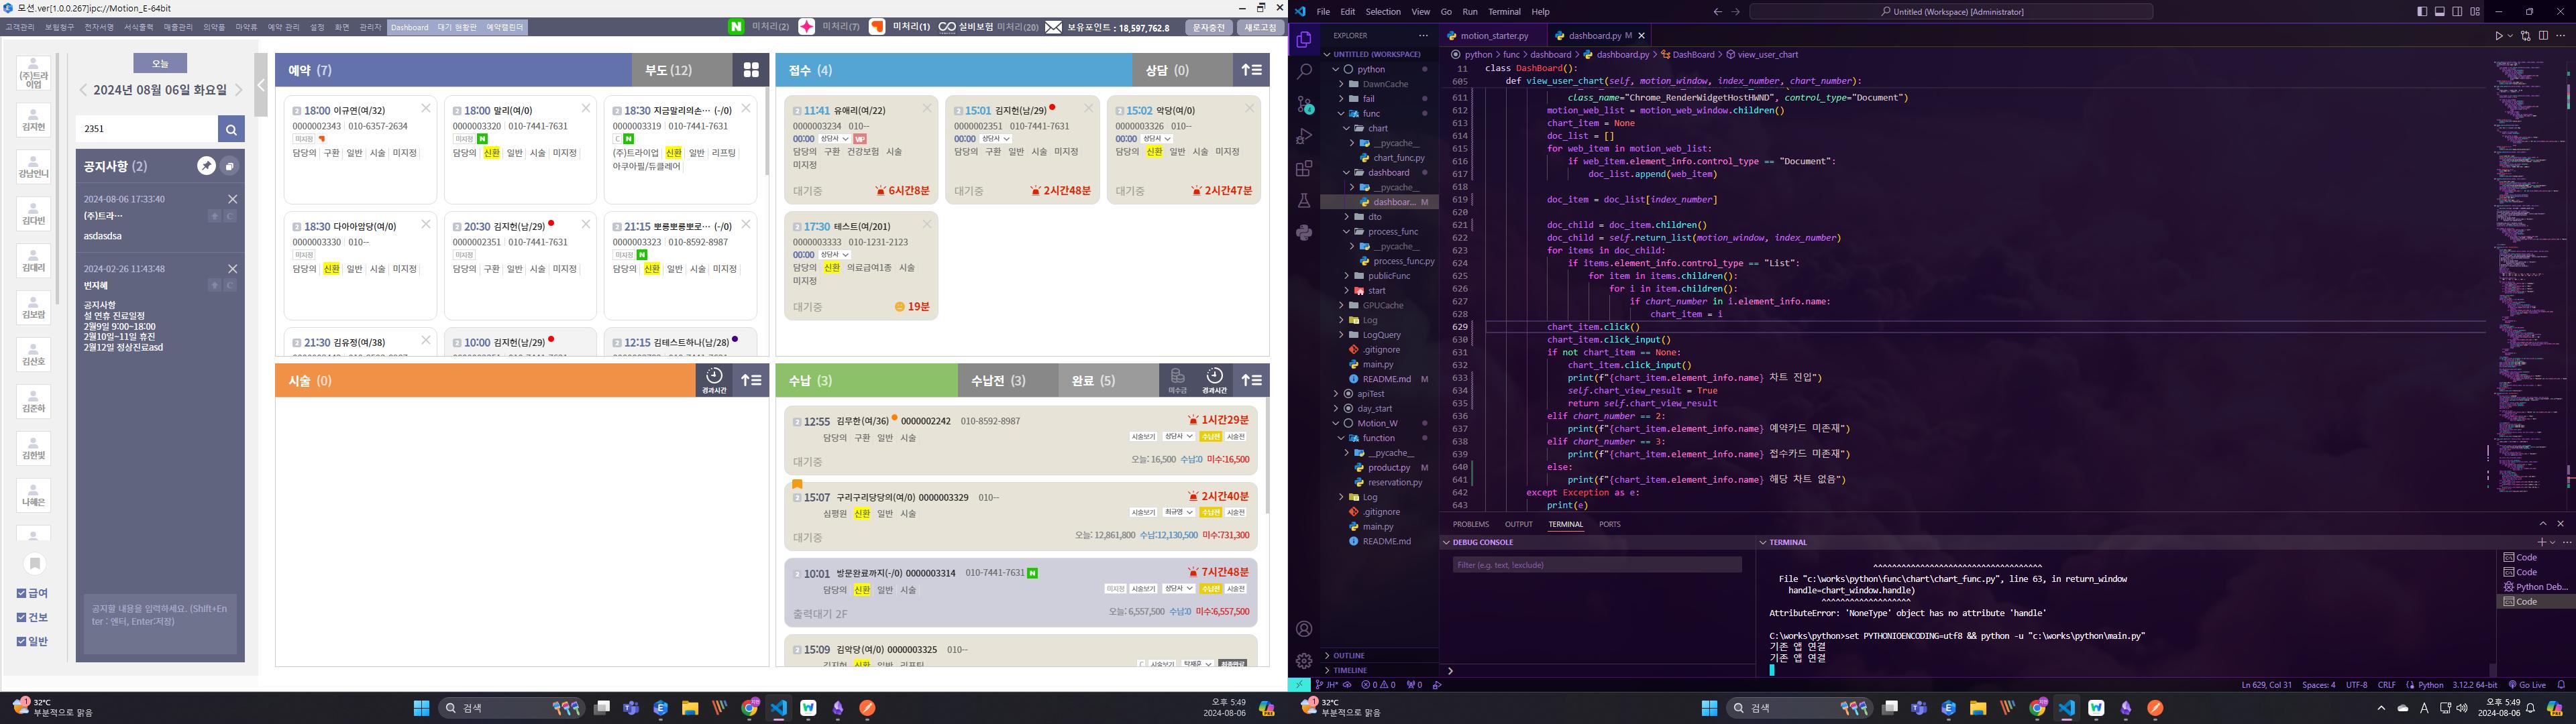 모션.ver[1.0.0.267]ipc://Motion_E-64bit
고객관리 보험청구 전자서명 서식출력 매출관리 의약품 마약류 예약 관리 설정 화면 관리자 Dashboard 대기 현황판 예약캘린더
미처리(2) 미처리(7) 미처리(1) 실비보험 미처리(20) 보유포인트 : 18,597,762.8 문자충전 새로고침
(주)트라이업
김지헌
강남언니
김다빈
김대리
김보람
김산호
김준하
김한빛
나혜은
급여
건보
일반
오늘
2024년 08월 06일 화요일
2351
공지사항 (2)
2024-08-06 17:33:40
(주)트라…
asdasdsa
2024-02-26 11:43:48
변지혜
공지사항
설 연휴 진료일정
2월9일 9:00~18:00
2월10일~11일 휴진
2월12일 정상진료asd
공지할 내용을 입력하세요. (Shift+Enter : 엔터, Enter:저장)
예약 (7) 부도 (12)
18:00 이규연(여/32)
0000002343 010-6357-2634
미지정
담당의 구환 일반 시술 미지정
18:00 말리(여/0)
0000003320 010-7441-7631
미지정 N
담당의 신환 일반 시술 미지정
18:30 지금말리의손… (-/0)
0000003319 010-7441-7631
C N
(주)트라이업 신환 일반 리프팅
아쿠아필/듀클레어
18:30 다아아암당(여/0)
0000003330 010--
미지정
담당의 신환 일반 시술 미지정
20:30 김지헌(남/29)
0000002351 010-7441-7631
미지정
담당의 구환 일반 시술 미지정
21:15 뽀롱뽀롱뽀로… (-/0)
0000003323 010-8592-8987
미지정 N
담당의 신환 일반 시술 미지정
21:30 김유정(여/38)
10:00 김지헌(남/29)
12:15 김테스트하나(남/28)
접수 (4) 상담 (0)
11:41 유애리(여/22)
0000003234 010--
00:00 상담사 VIP
담당의 구환 건강보험 시술
미지정
대기중 6시간8분
15:01 김지헌(남/29)
0000002351 010-7441-7631
00:00 상담사
담당의 구환 일반 시술 미지정
대기중 2시간48분
15:02 악당(여/0)
0000003326 010--
00:00 상담사
담당의 신환 일반 시술 미지정
대기중 2시간47분
17:30 테스트(여/201)
0000003333 010-1231-2123
00:00 상담사
담당의 신환 의료급여1종 시술
미지정
대기중 19분
시술 (0) 경과시간
수납 (3) 수납전 (3) 완료 (5) 미수금 경과시간
12:55 김무한(여/36) 0000002242 010-8592-8987 1시간29분
담당의 구환 일반 시술 시술보기 상담사 수납완 시술전
대기중 오늘: 16,500 수납:0 미수:16,500
15:07 구리구리당당의(여/0) 0000003329 010-- 2시간40분
심평원 신환 일반 시술 시술보기 최규영 수납완 시술전
대기중 오늘: 12,861,800 수납:12,130,500 미수:731,300
10:01 방문완료까지(-/0) 0000003314 010-7441-7631 N 7시간48분
담당의 신환 일반 시술 미지정 시술보기 상담사 수납완 시술전
출력대기 2F 오늘: 6,557,500 수납:0 미수:6,557,500
15:09 김악당(여/0) 0000003325 010--
김지헌 신환 일반 리프팅
32°C
부분적으로 맑음
검색
오후 5:49
2024-08-06
File Edit Selection View Go Run Terminal Help
Untitled (Workspace) [Administrator]
EXPLORER
UNTITLED (WORKSPACE)
python
DawnCache
fail
func
chart
__pycache__
chart_func.py
dashboard
__pycache__
dashboar... M
dto
process_func
__pycache__
process_func.py
publicFunc
start
GPUCache
Log
LogQuery
.gitignore
main.py
README.md M
apiTest
day_start
Motion_W
function
__pycache__
product.py M
reservation.py
Log
.gitignore
main.py
README.md
OUTLINE
TIMELINE
motion_starter.py dashboard.py M
python > func > dashboard > dashboard.py > DashBoard > view_user_chart
11 class DashBoard():
605 def view_user_chart(self, motion_window, index_number, chart_number):
611 class_name="Chrome_RenderWidgetHostHWND", control_type="Document")
612 motion_web_list = motion_web_window.children()
613 chart_item = None
614 doc_list = []
615 for web_item in motion_web_list:
616 if web_item.element_info.control_type == "Document":
617 doc_list.append(web_item)
618
619 doc_item = doc_list[index_number]
620
621 doc_child = doc_item.children()
622 doc_child = self.return_list(motion_window, index_number)
623 for items in doc_child:
624 if items.element_info.control_type == "List":
625 for item in items.children():
626 for i in item.children():
627 if chart_number in i.element_info.name:
628 chart_item = i
629 chart_item.click()
630 chart_item.click_input()
631 if not chart_item == None:
632 chart_item.click_input()
633 print(f"{chart_item.element_info.name} 차트 진입")
634 self.chart_view_result = True
635 return self.chart_view_result
636 elif chart_number == 2:
637 print(f"{chart_item.element_info.name} 예약카드 미존재")
638 elif chart_number == 3:
639 print(f"{chart_item.element_info.name} 접수카드 미존재")
640 else:
641 print(f"{chart_item.element_info.name} 해당 차트 없음")
642 except Exception as e:
643 print(e)
PROBLEMS OUTPUT TERMINAL PORTS
DEBUG CONSOLE
Filter (e.g. text, !exclude)
TERMINAL
File "c:\works\python\func\chart\chart_func.py", line 63, in return_window
handle=chart_window.handle)
^^^^^^^^^^^^^^^^^^^
AttributeError: 'NoneType' object has no attribute 'handle'
C:\works\python>set PYTHONIOENCODING=utf8 && python -u "c:\works\python\main.py"
기존 앱 연결
기존 앱 연결
Code
Code
Python Deb...
Code
JH* 0 0 0 Ln 629, Col 31 Spaces: 4 UTF-8 CRLF Python 3.12.2 64-bit Go Live
32°C
부분적으로 맑음
검색
A
오후 5:49
2024-08-06